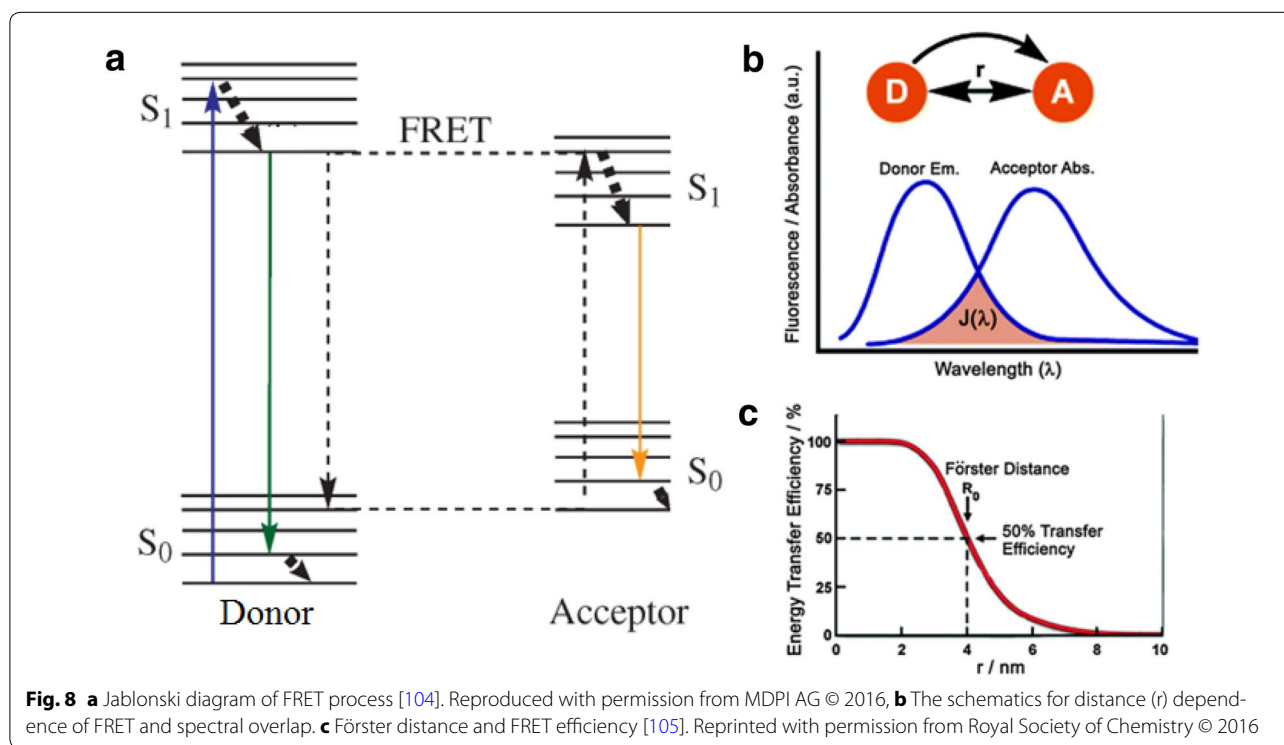 a
S1
FRET
S1
S0
S0
Donor
Acceptor
b
D
r
A
Fluorescence / Absorbance (a.u.)
Donor Em.
Acceptor Abs.
J(λ)
Wavelength (λ)
c
Energy Transfer Efficiency / %
100
75
50
25
0
Förster Distance
R0
50% Transfer
Efficiency
0
2
4
6
8
10
r / nm
Fig. 8 a Jablonski diagram of FRET process [104]. Reproduced with permission from MDPI AG © 2016, b The schematics for distance (r) depend-
ence of FRET and spectral overlap. c Förster distance and FRET efficiency [105]. Reprinted with permission from Royal Society of Chemistry © 2016